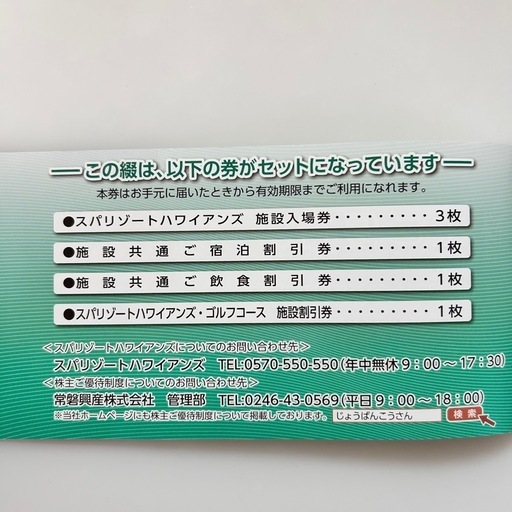 この綴は、以下の券がセットになっています
本券はお手元に届いたときから有効期限までご利用になれます。
●スパリゾートハワイアンズ 施設入場券・・・・・・・・・3枚
●施設共通ご宿泊割引券・・・・・・・・・1枚
●施設共通ご飲食割引券・・・・・・・・・1枚
●スパリゾートハワイアンズ・ゴルフコース 施設割引券・・・・・・・・・1枚
<スパリゾートハワイアンズについてのお問い合わせ先>
スパリゾートハワイアンズ TEL:0570-550-550(年中無休9:00~17:30)
<株主ご優待制度についてのお問い合わせ先>
常磐興産株式会社 管理部 TEL:0246-43-0569(平日9:00~18:00)
※当社ホームページにも株主ご優待制度について掲載しております。 じょうばんこうさん 検索